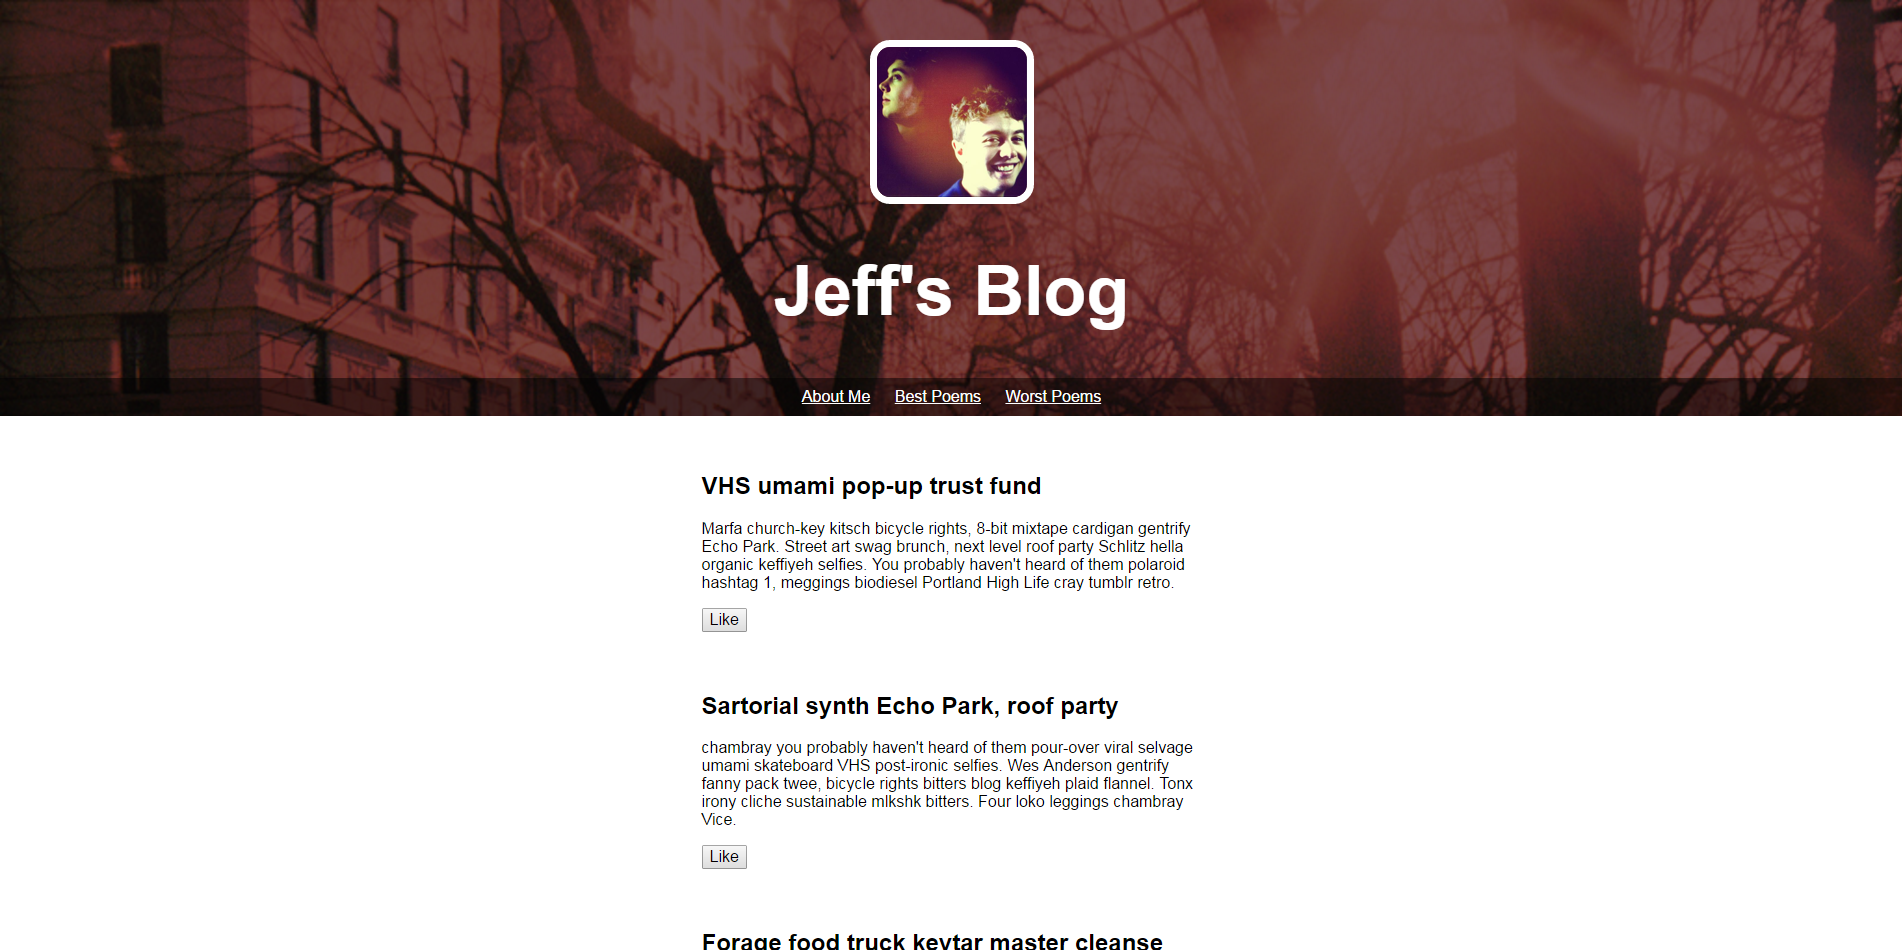 Jeff's Blog
About Me Best Poems Worst Poems
VHS umami pop-up trust fund
Marfa church-key kitsch bicycle rights, 8-bit mixtape cardigan gentrify
Echo Park. Street art swag brunch, next level roof party Schlitz hella
organic keffiyeh selfies. You probably haven't heard of them polaroid
hashtag 1, meggings biodiesel Portland High Life cray tumblr retro.
Like
Sartorial synth Echo Park, roof party
chambray you probably haven't heard of them pour-over viral selvage
umami skateboard VHS post-ironic selfies. Wes Anderson gentrify
fanny pack twee, bicycle rights bitters blog keffiyeh plaid flannel. Tonx
irony cliche sustainable mlkshk bitters. Four loko leggings chambray
Vice.
Like
Forage food truck keytar master cleanse